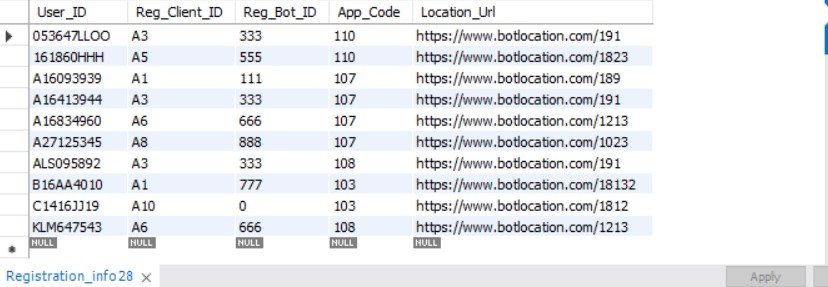 User_ID Reg_Client_ID Reg_Bot_ID App_Code Location_Url
053647LLOO A3 333 110 https://www.botlocation.com/191
161860HHH A5 555 110 https://www.botlocation.com/1823
A16093939 A1 111 107 https://www.botlocation.com/189
A16413944 A3 333 107 https://www.botlocation.com/191
A16834960 A6 666 107 https://www.botlocation.com/1213
A27125345 A8 888 107 https://www.botlocation.com/1023
ALS095892 A3 333 108 https://www.botlocation.com/191
B16AA4010 A1 777 103 https://www.botlocation.com/18132
C1416JJ19 A10 0 103 https://www.botlocation.com/1812
KLM647543 A6 666 108 https://www.botlocation.com/1213
NULL NULL NULL NULL NULL
Registration_info28 Apply